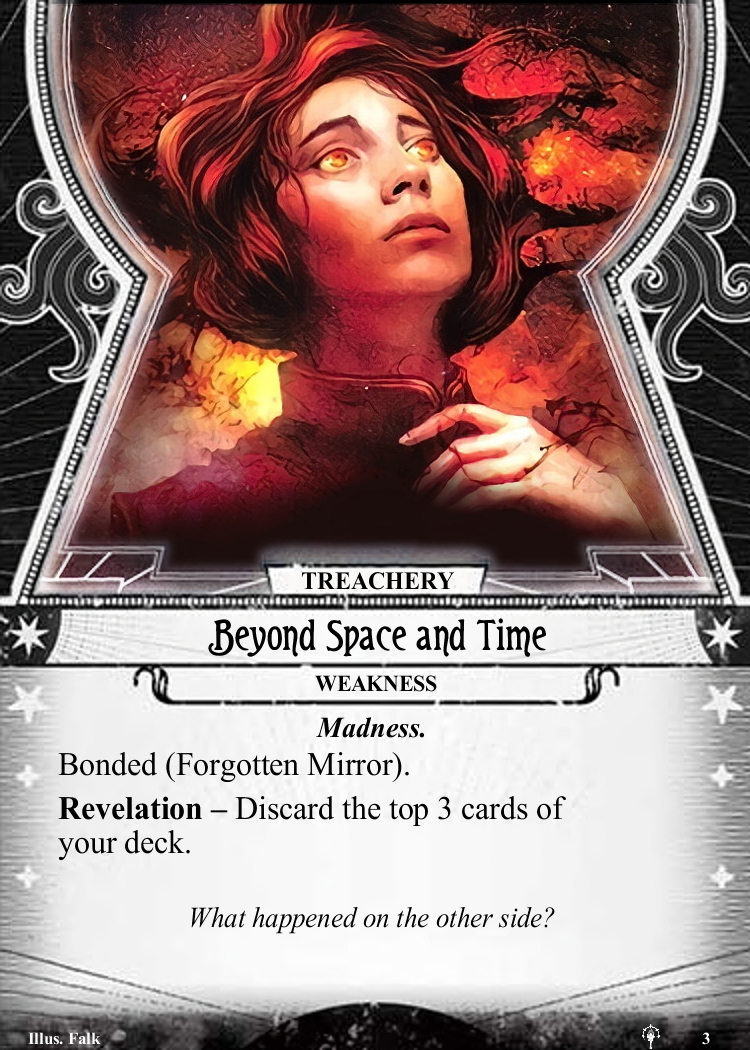 TREACHERY
Beyond Space and Time
WEAKNESS
Madness.
Bonded (Forgotten Mirror).
Revelation – Discard the top 3 cards of
your deck.
What happened on the other side?
Illus. Falk
3